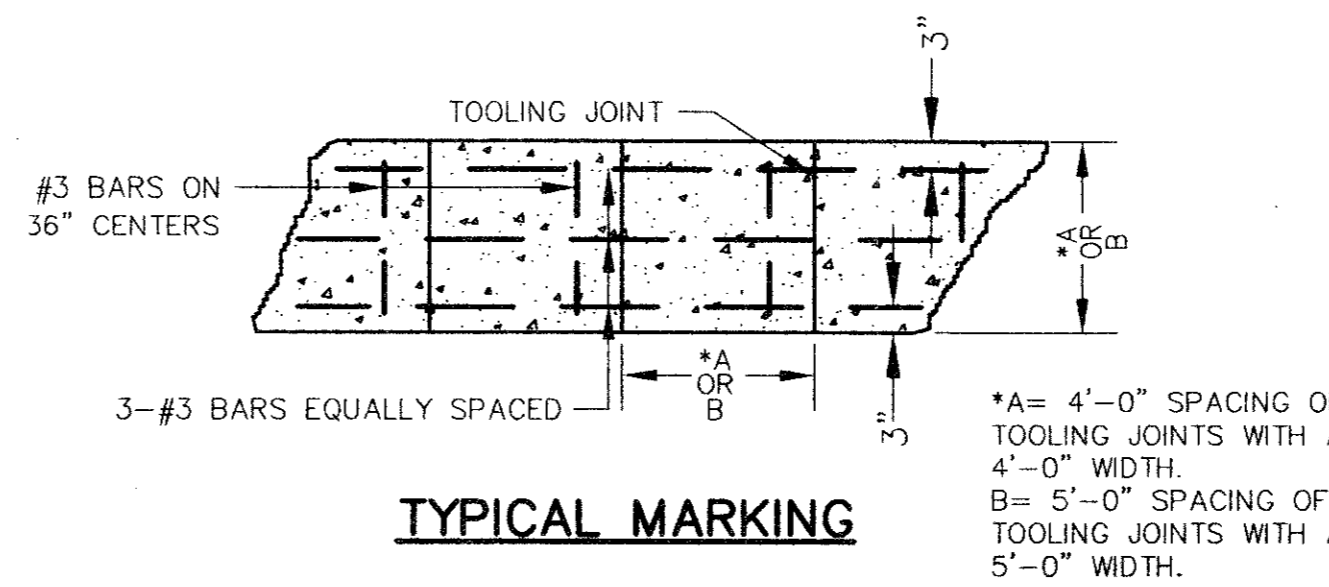 3"
TOOLING JOINT
#3 BARS ON
36" CENTERS
*A
OR
B
*A
OR
B
3-#3 BARS EQUALLY SPACED
3"
*A= 4'-0" SPACING
TOOLING JOINTS WITH
4'-0" WIDTH.
B= 5'-0" SPACING OF
TOOLING JOINTS WITH
5'-0" WIDTH.
TYPICAL MARKING